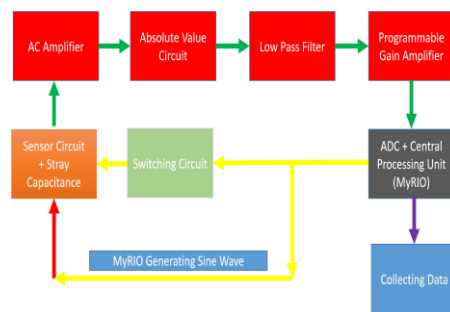 AC Amplifier
Absolute Value
Circuit
Low Pass Filter
Programmable
Gain Amplifier
Sensor Circuit
+ Stray
Capacitance
Switching Circuit
ADC + Central
Processing Unit
(MyRIO)
MyRIO Generating Sine Wave
Collecting Data